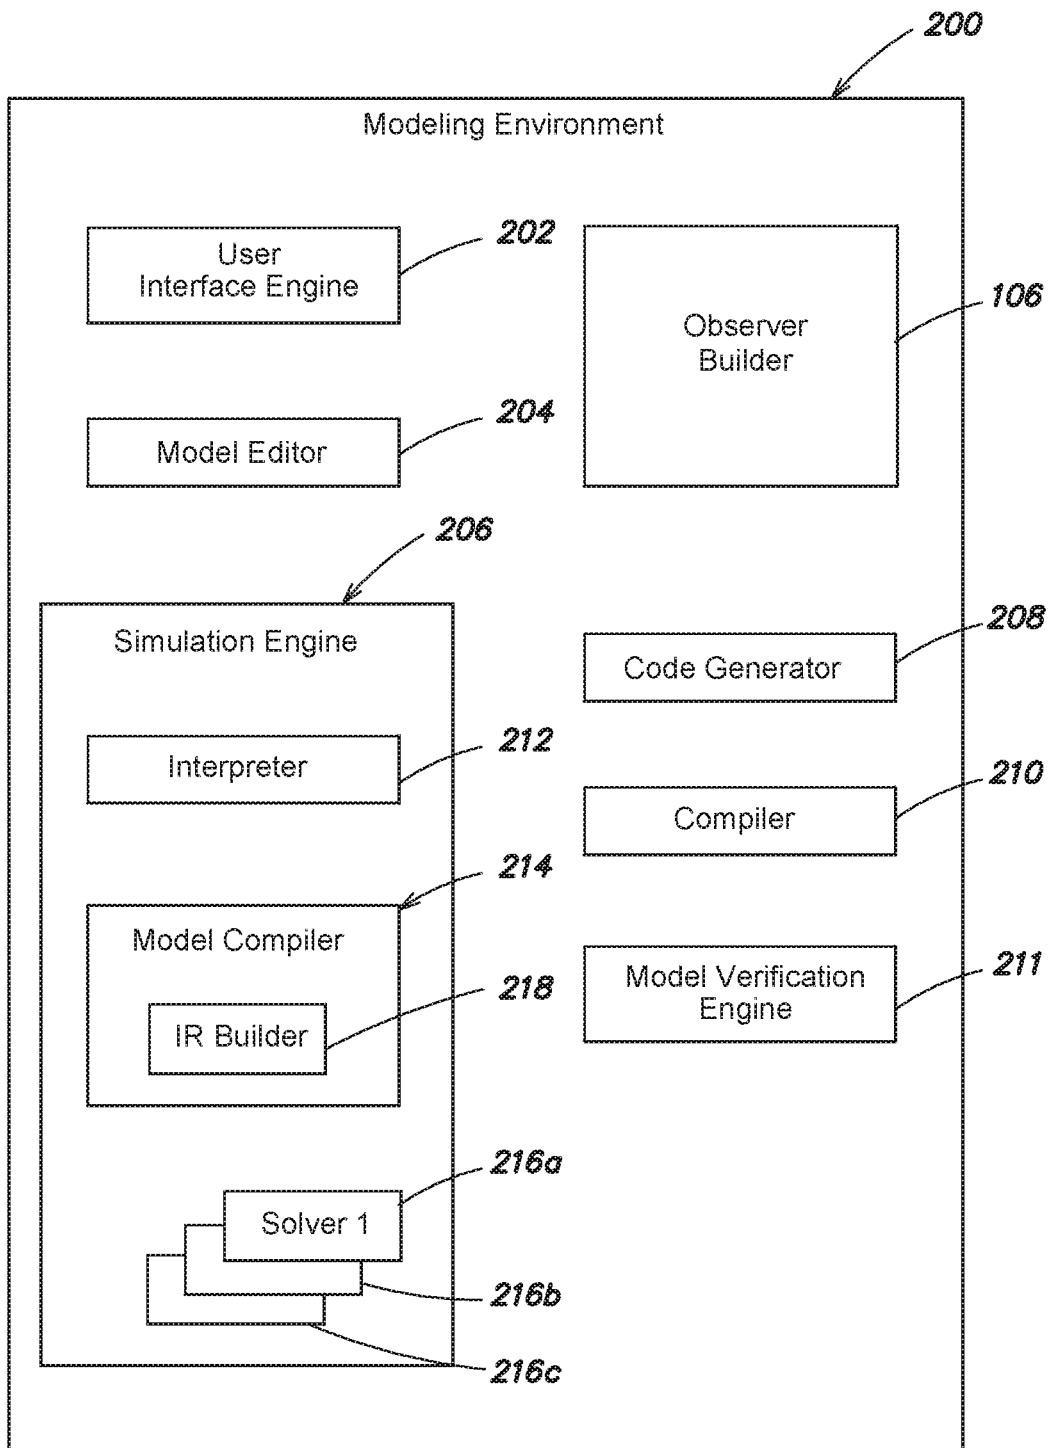 200
Modeling Environment
User
Interface Engine
202
Observer
Builder
106
Model Editor
204
206
Simulation Engine
Code Generator
208
Interpreter
212
Compiler
210
214
Model Compiler
Model Verification
Engine
211
IR Builder
218
216a
Solver 1
216b
216c